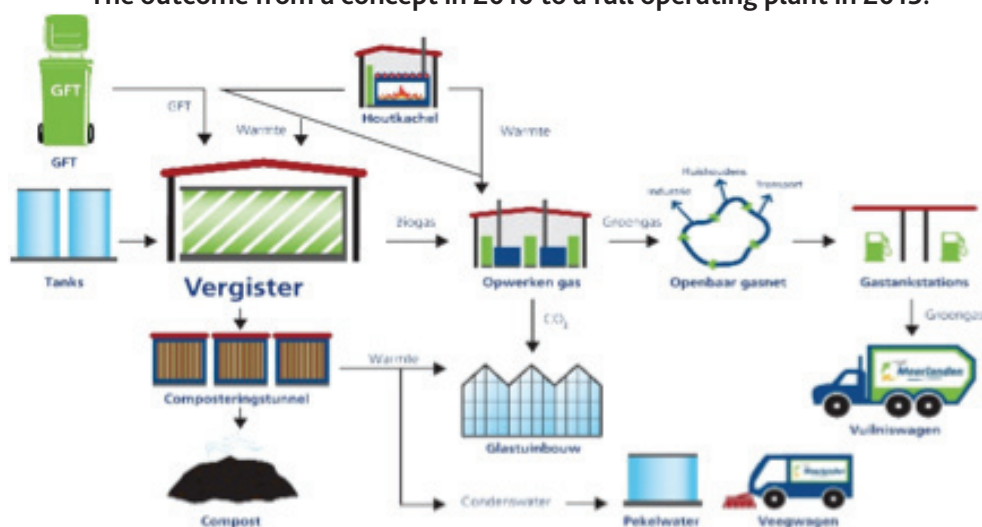 The outcome from a concept in 2010 to a full operating plant in 2013.
GFT
GFT
GFT
Warmte
Houtkachel
Warmte
Tanks
Vergister
Biogas
Opwerken gas
Groengas
Industrie
Huishoudens
Transport
Openbaar gasnet
Gastankstations
Groengas
Meerlanden
Vuilniswagen
CO₂
Composteringstunnel
Warmte
Glastuinbouw
Compost
Condenswater
Pekelwater
Meerlanden
Veegwagen